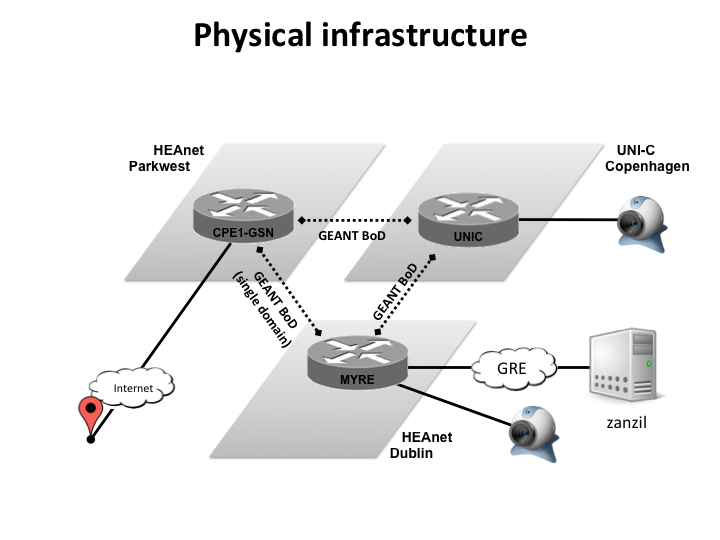 Physical infrastructure
HEAnet
Parkwest
UNI-C
Copenhagen
CPE1-GSN
GEANT BoD
UNIC
GEANT BoD
(single domain)
GEANT BoD
MYRE
GRE
Internet
zanzil
HEAnet
Dublin